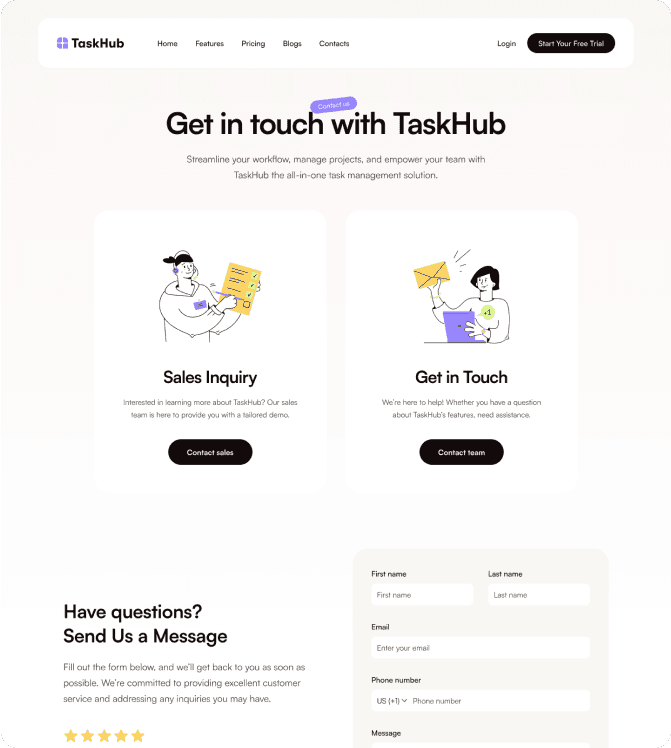 TaskHub
Home
Features
Pricing
Blogs
Contacts
Login
Start Your Free Trial
Contact us
Get in touch with TaskHub
Streamline your workflow, manage projects, and empower your team with
TaskHub the all-in-one task management solution.
Sales Inquiry
Interested in learning more about TaskHub? Our sales
team is here to provide you with a tailored demo.
Contact sales
+1
Get in Touch
We're here to help! Whether you have a question
about TaskHub's features, need assistance.
Contact team
Have questions?
Send Us a Message
Fill out the form below, and we'll get back to you as soon as
possible. We're committed to providing excellent customer
service and addressing any inquiries you may have.
First name
Last name
First name
Last name
Email
Enter your email
Phone number
US (+1)
Phone number
Message